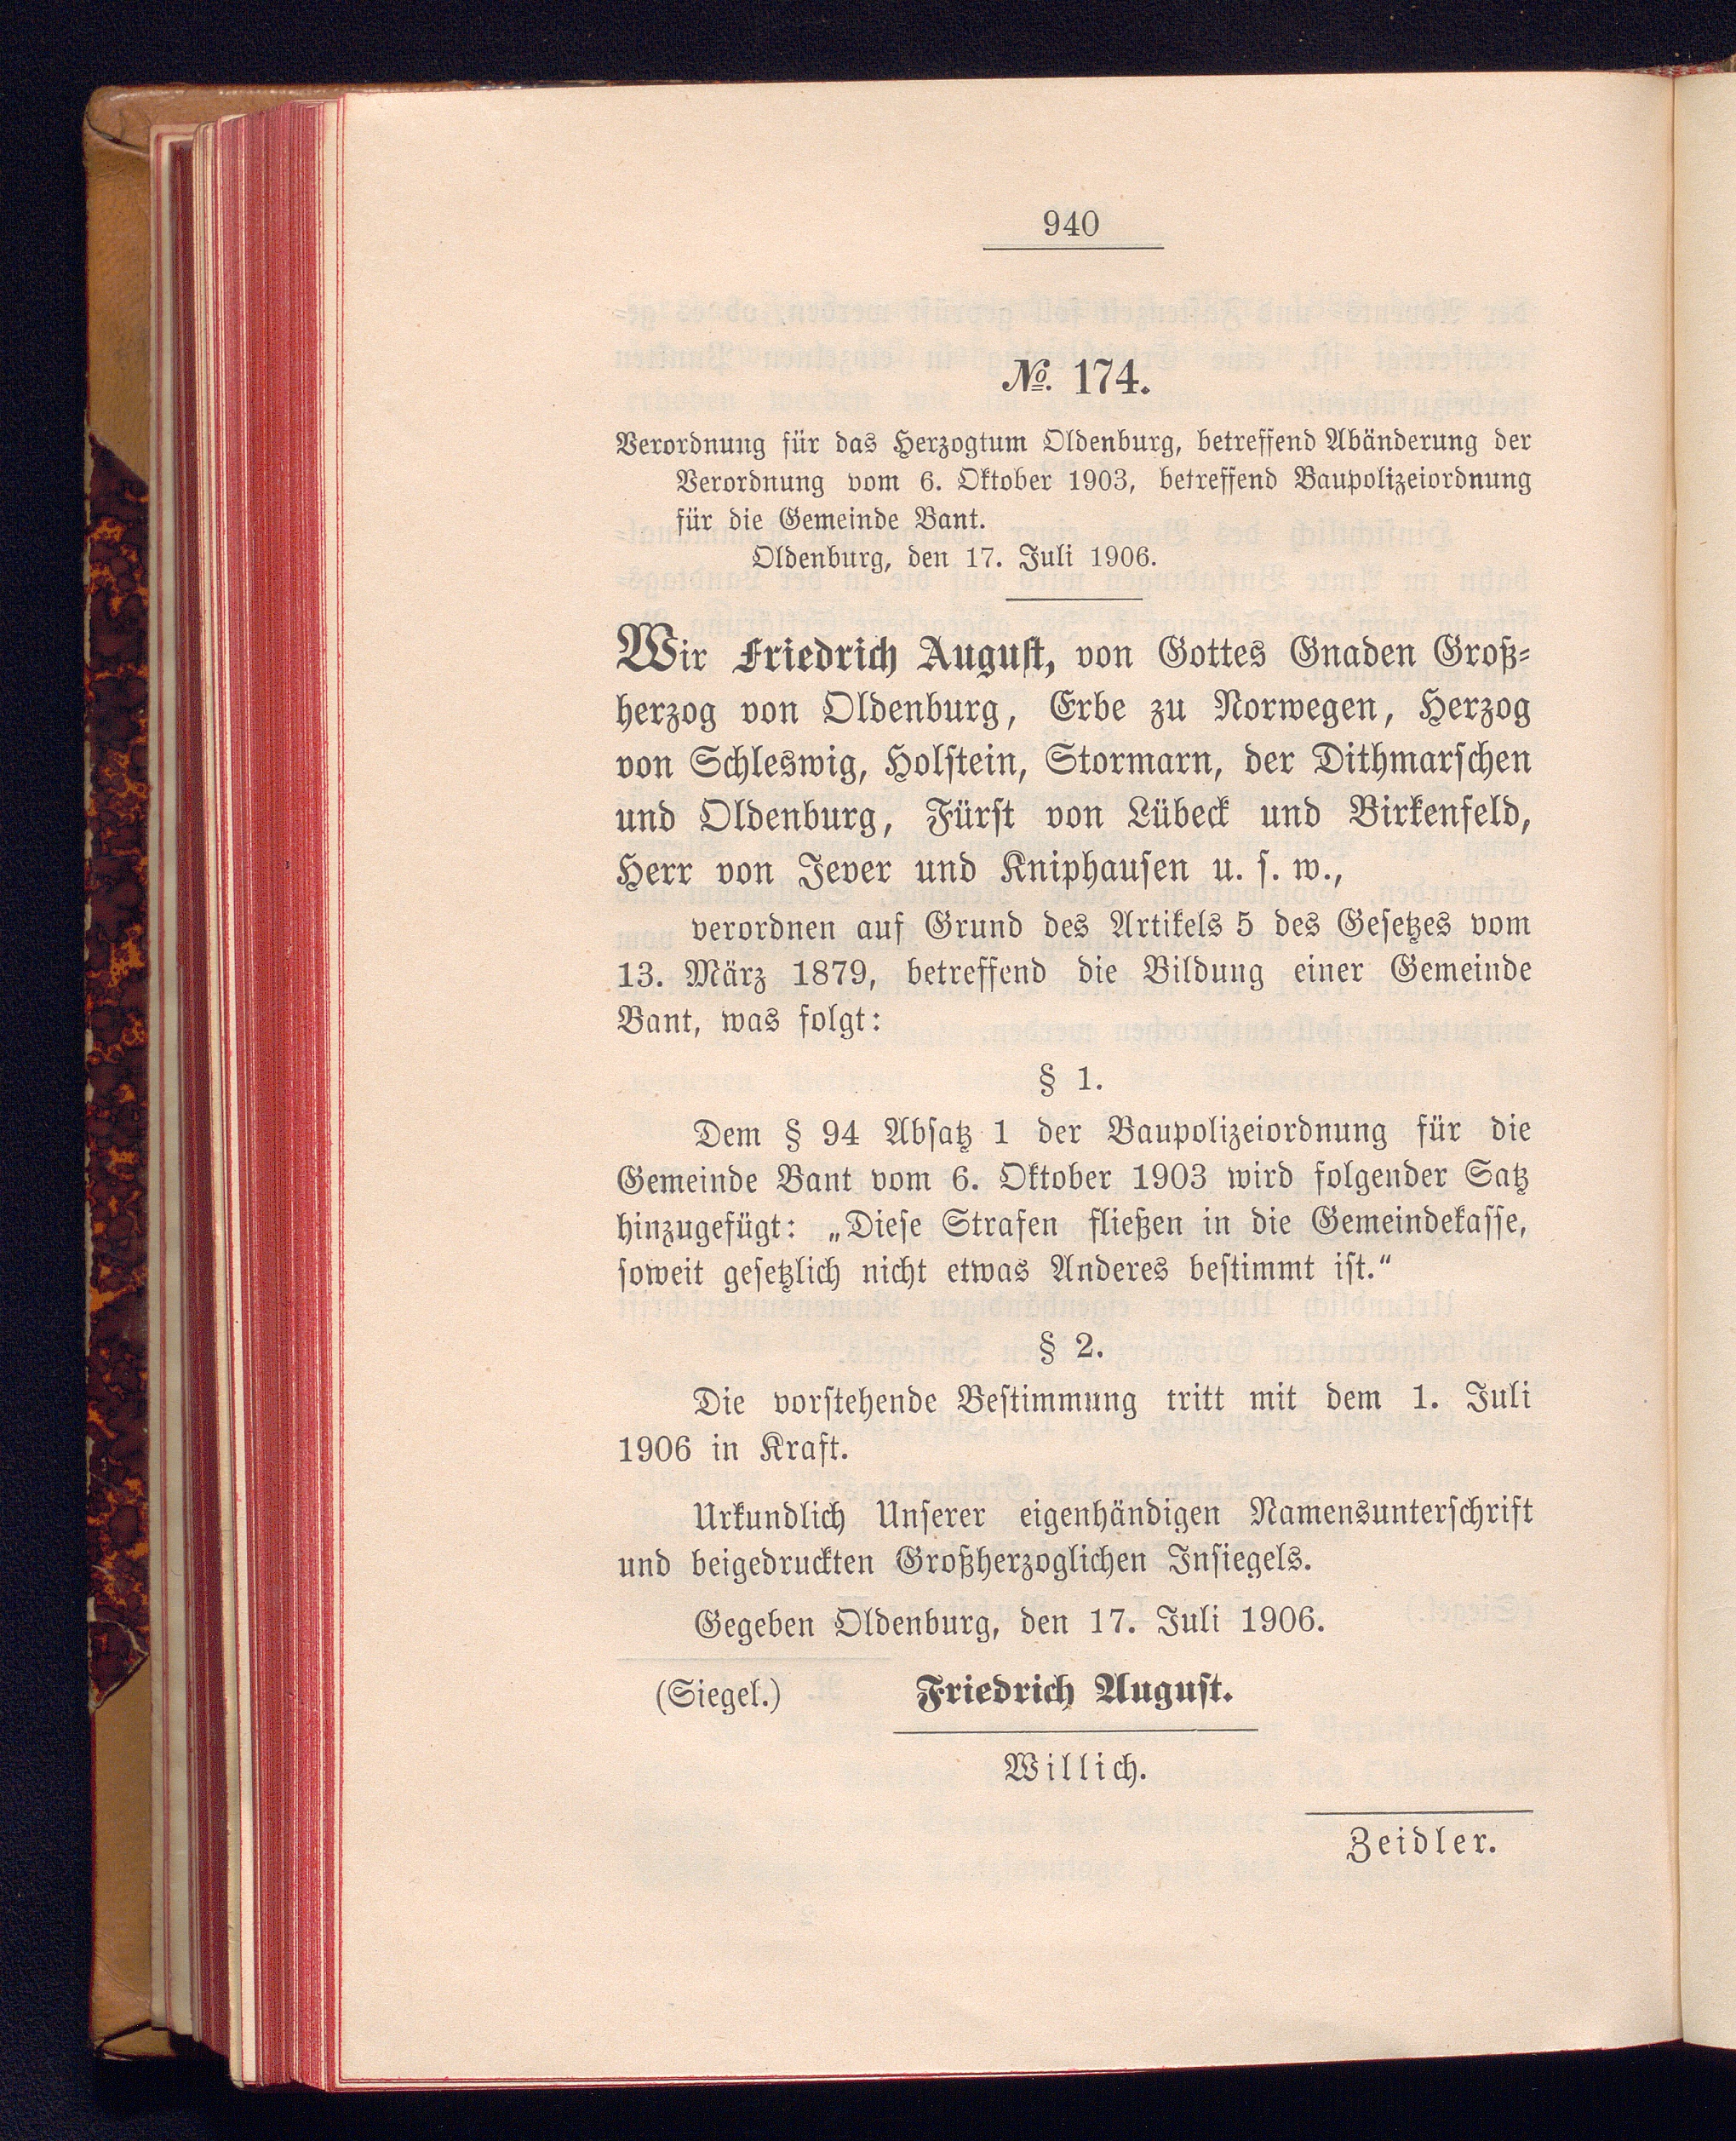 940
№. 174.
Verordnung für das Herzogtum Oldenburg, betreffend Abänderung der
Verordnung vom 6. Oktober 1903, betreffend Baupolizeiordnung
für die Gemeinde Bant.
Oldenburg, den 17. Juli 1906.
Wir Friedrich August, von Gottes Gnaden Groß-
herzog von Oldenburg, Erbe zu Norwegen, Herzog
von Schleswig, Holstein, Stormarn, der Dithmarschen
und Oldenburg, Fürst von Lübeck und Birkenfeld,
Herr von Jever und Kniphausen u. s. w.,
verordnen auf Grund des Artikels 5 des Gesetzes vom
13. März 1879, betreffend die Bildung einer Gemeinde
Bant, was folgt:
§ 1.
Dem § 94 Absatz 1 der Baupolizeiordnung für die
Gemeinde Bant vom 6. Oktober 1903 wird folgender Satz
hinzugefügt: „Diese Strafen fließen in die Gemeindekasse,
soweit gesetzlich nicht etwas Anderes bestimmt ist.“
§ 2.
Die vorstehende Bestimmung tritt mit dem 1. Juli
1906 in Kraft.
Urkundlich Unserer eigenhändigen Namensunterschrift
und beigedruckten Großherzoglichen Insiegels.
Gegeben Oldenburg, den 17. Juli 1906.
(Siegel.) Friedrich August.
Willich.
Zeidler.